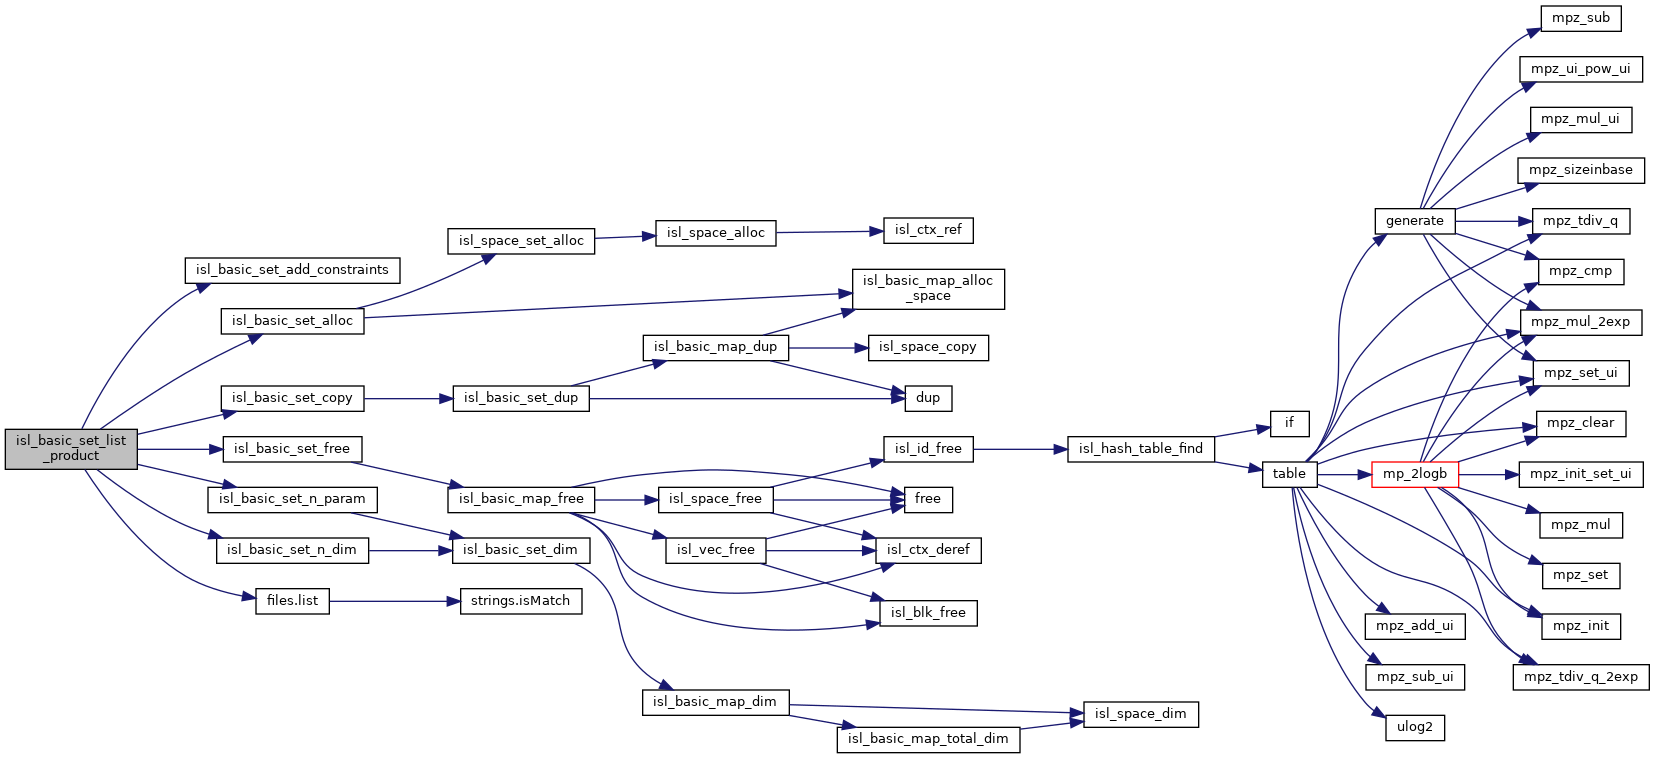 isl_basic_set_list
_product
isl_basic_set_add_constraints
isl_basic_set_alloc
isl_basic_set_copy
isl_basic_set_free
isl_basic_set_n_param
isl_basic_set_n_dim
files.list
isl_space_set_alloc
isl_basic_set_dup
isl_basic_map_free
isl_basic_set_dim
strings.isMatch
isl_space_alloc
isl_basic_map_dup
isl_space_free
isl_vec_free
isl_basic_map_dim
isl_ctx_ref
isl_basic_map_alloc
_space
isl_space_copy
dup
isl_id_free
free
isl_ctx_deref
isl_blk_free
isl_basic_map_total_dim
isl_hash_table_find
isl_space_dim
if
table
generate
mp_2logb
mpz_add_ui
mpz_sub_ui
ulog2
mpz_sub
mpz_ui_pow_ui
mpz_mul_ui
mpz_sizeinbase
mpz_tdiv_q
mpz_cmp
mpz_mul_2exp
mpz_set_ui
mpz_clear
mpz_init_set_ui
mpz_mul
mpz_set
mpz_init
mpz_tdiv_q_2exp